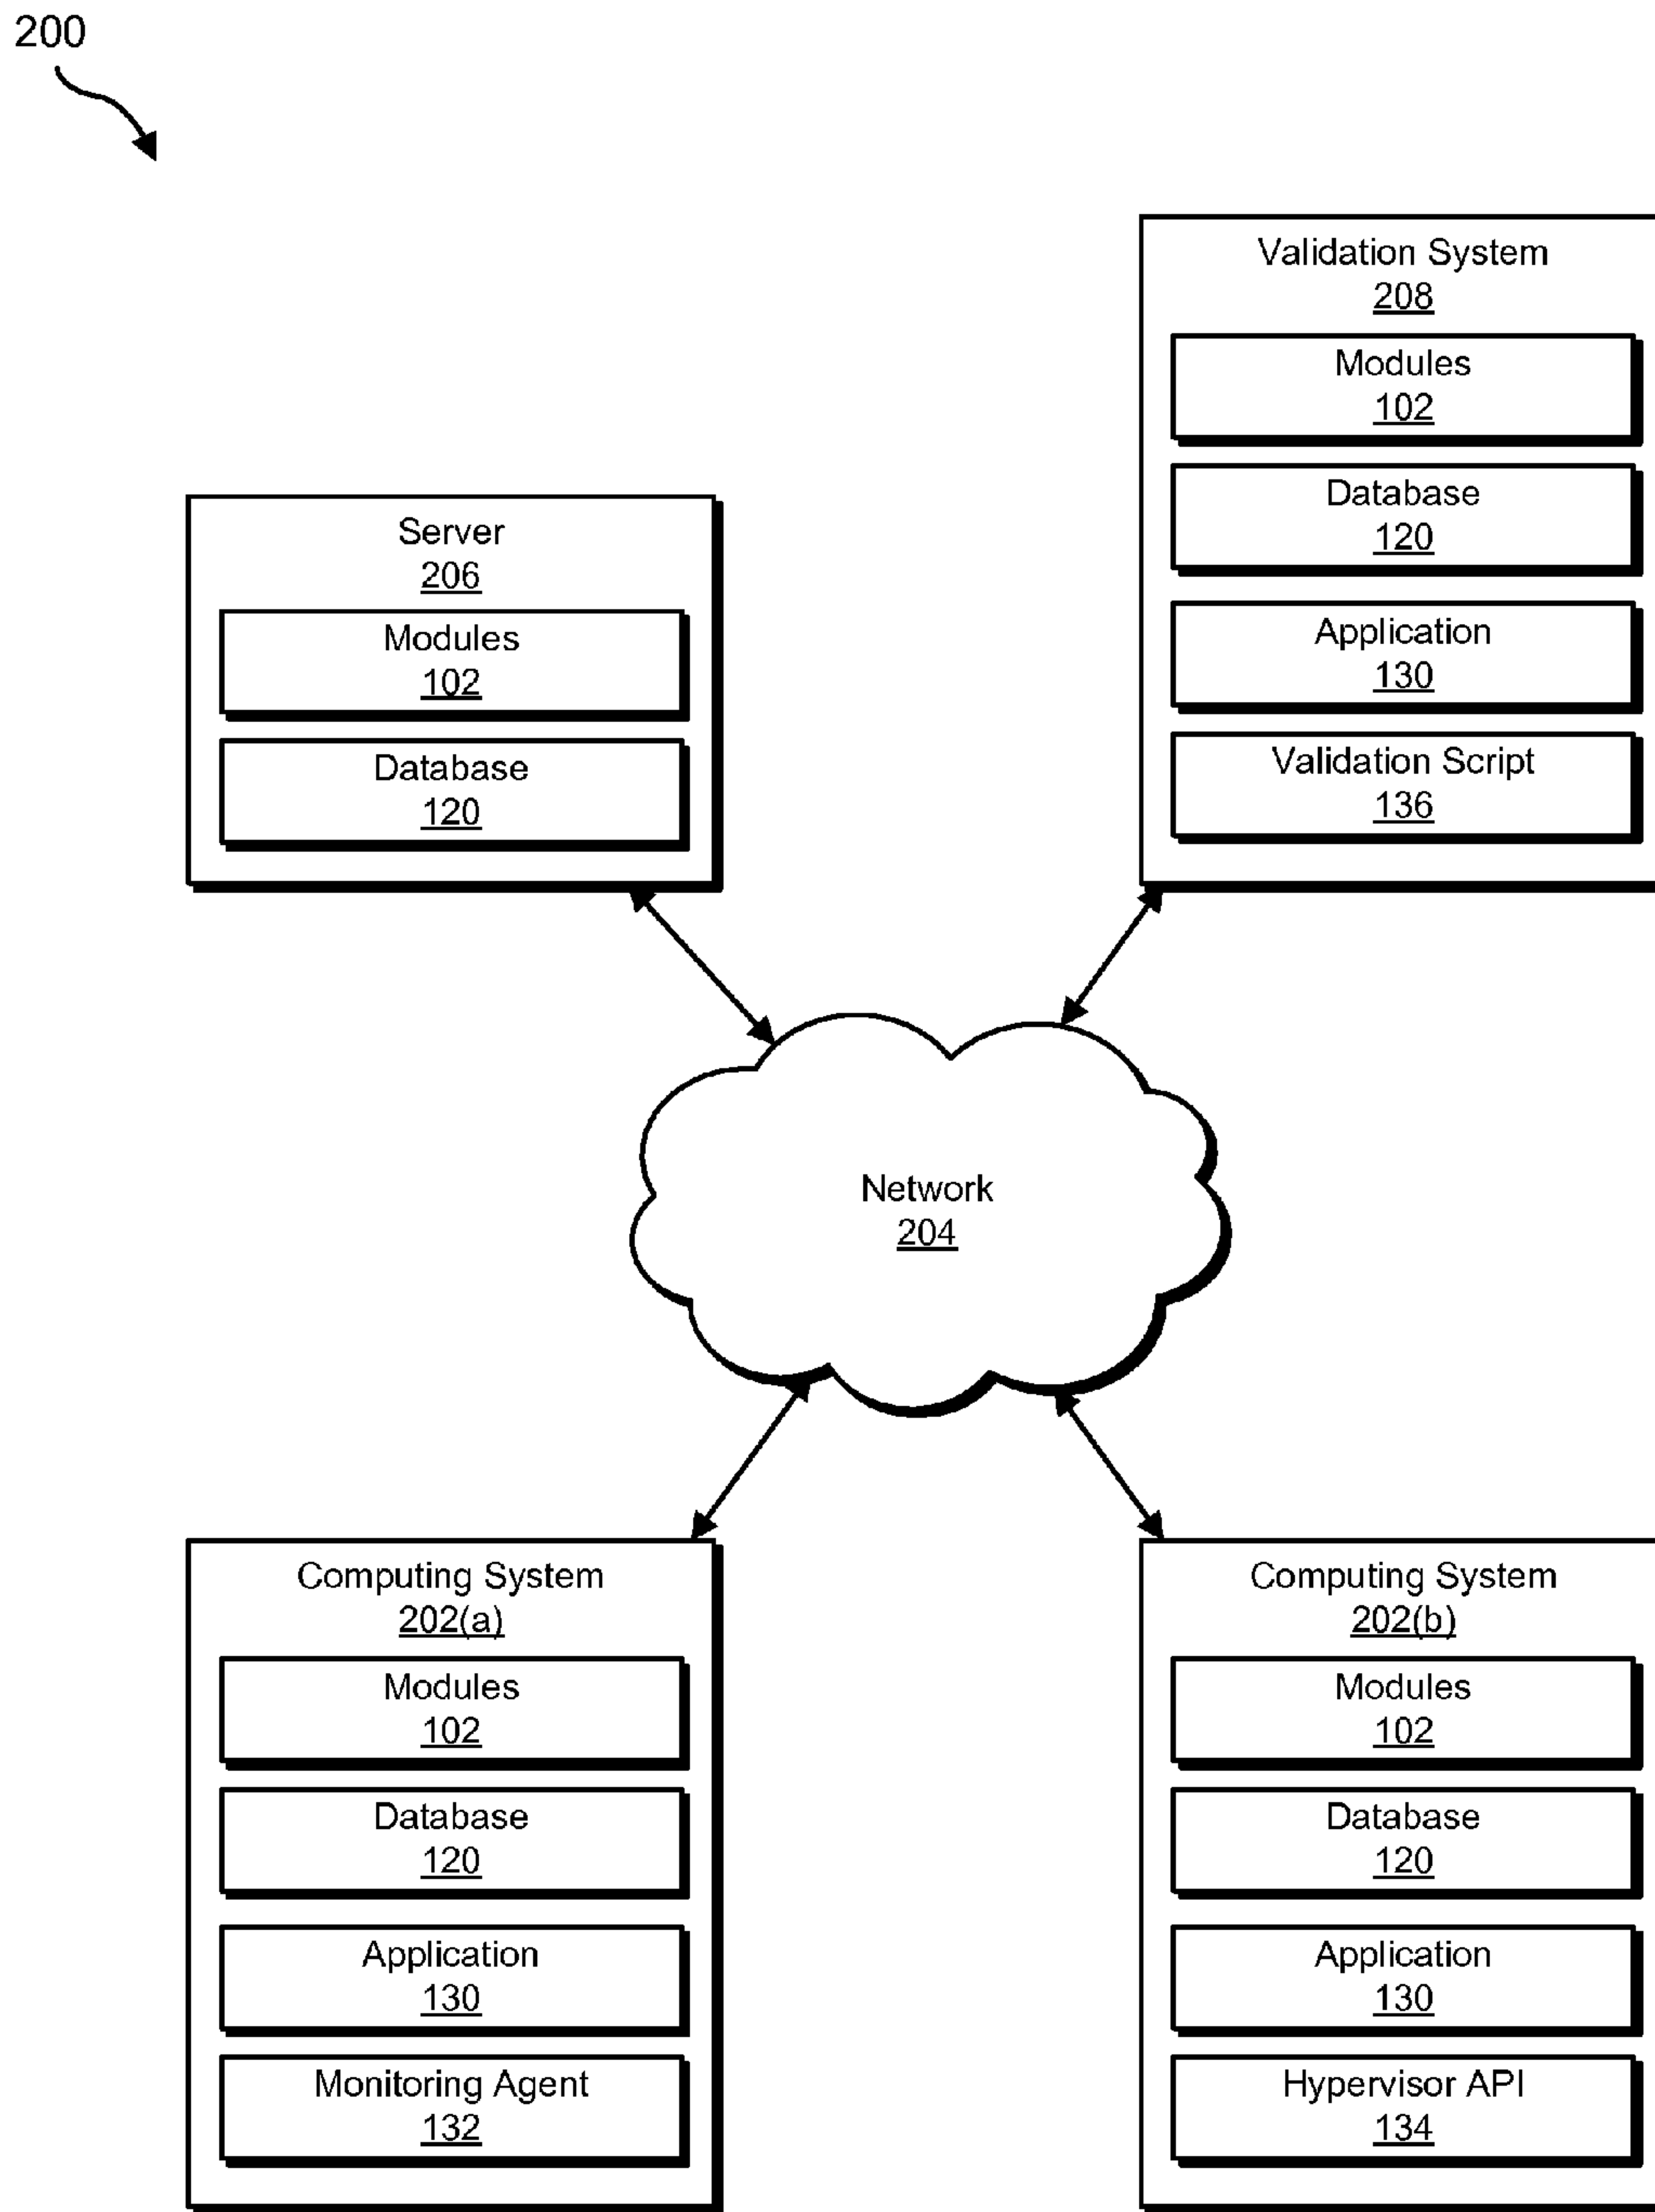 200
Validation System
208
Modules
102
Database
120
Application
130
Validation Script
136
Server
206
Modules
102
Database
120
Network
204
Computing System
202(a)
Modules
102
Database
120
Application
130
Monitoring Agent
132
Computing System
202(b)
Modules
102
Database
120
Application
130
Hypervisor API
134